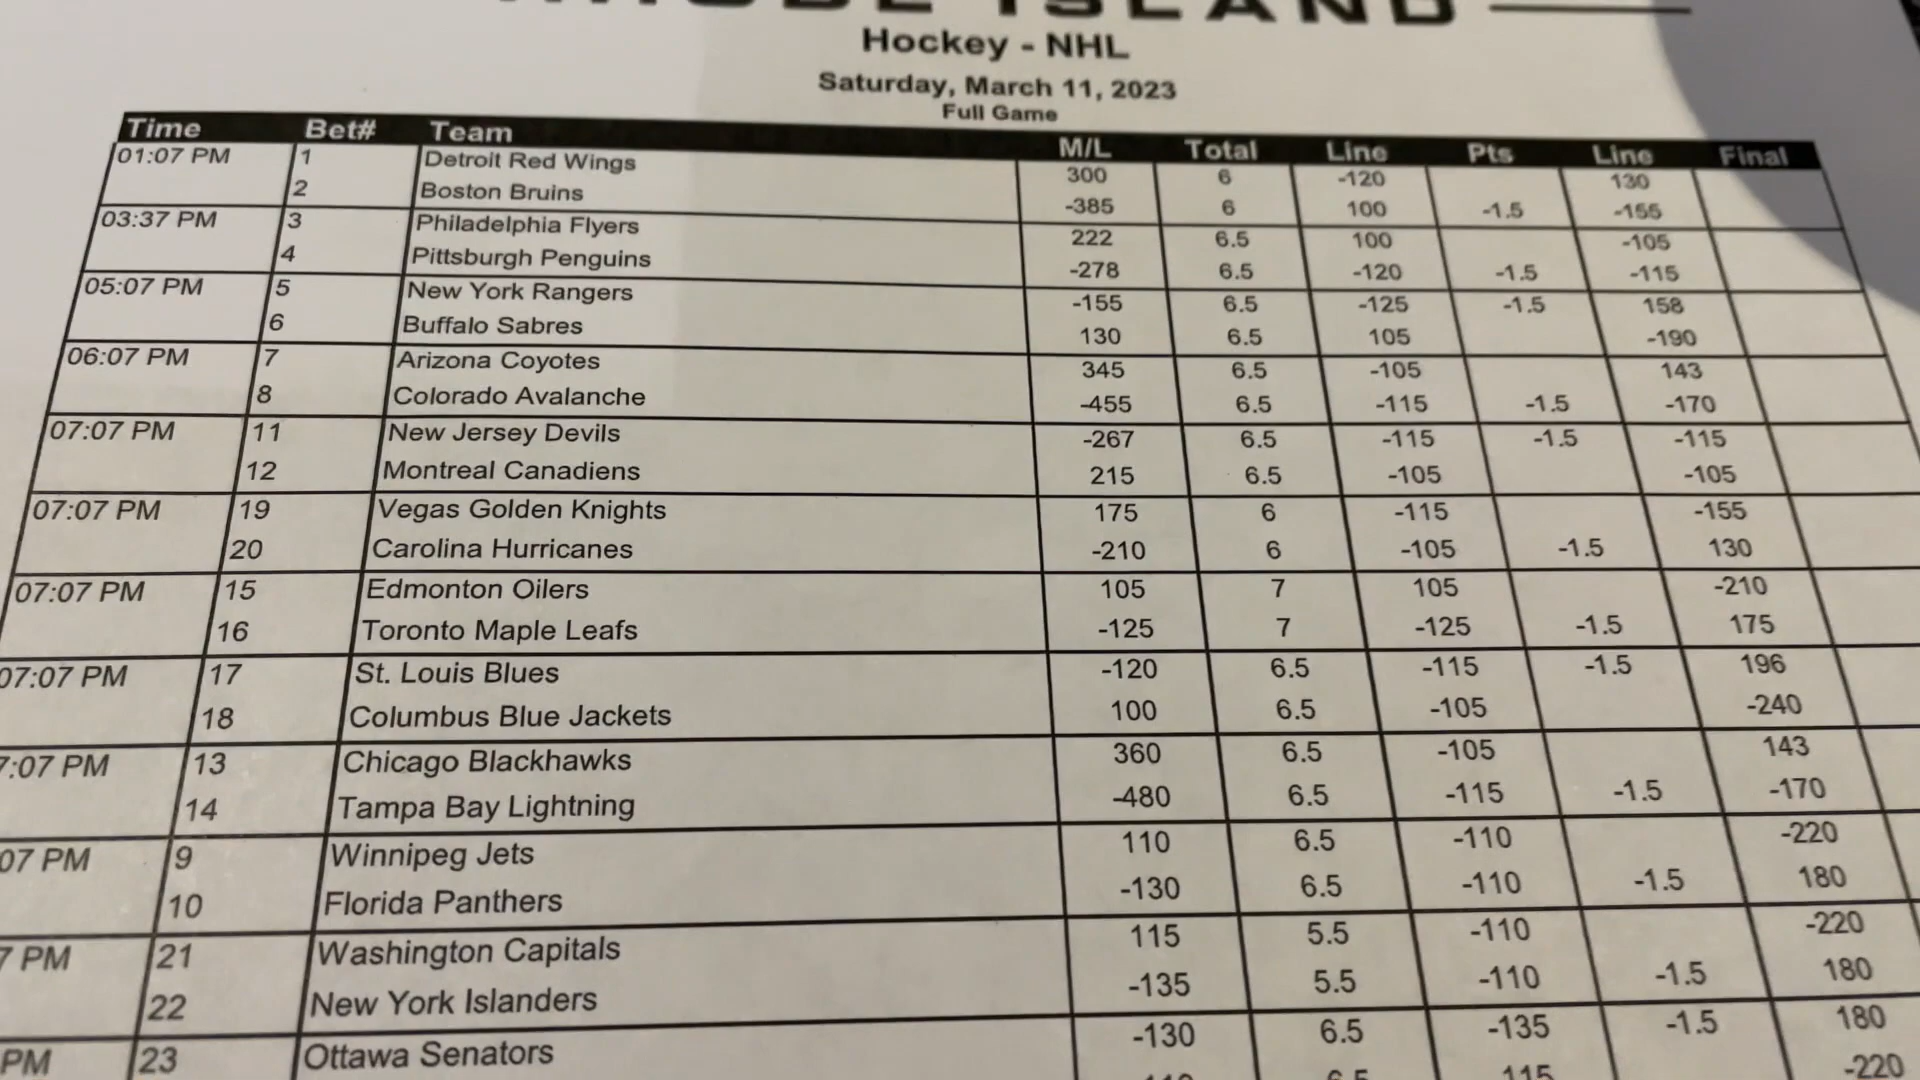 ISLAND
Hockey - NHL
Saturday, March 11, 2023
Full Game
Time Bet# Team M/L Total Line Pts Line Final
01:07 PM 1 Detroit Red Wings 300 6 -120 130
2 Boston Bruins -385 6 100 -1.5 -155
03:37 PM 3 Philadelphia Flyers 222 6.5 100 -105
4 Pittsburgh Penguins -278 6.5 -120 -1.5 -115
05:07 PM 5 New York Rangers -155 6.5 -125 -1.5 158
6 Buffalo Sabres 130 6.5 105 -190
06:07 PM 7 Arizona Coyotes 345 6.5 -105 143
8 Colorado Avalanche -455 6.5 -115 -1.5 -170
07:07 PM 11 New Jersey Devils -267 6.5 -115 -1.5 -115
12 Montreal Canadiens 215 6.5 -105 -105
07:07 PM 19 Vegas Golden Knights 175 6 -115 -155
20 Carolina Hurricanes -210 6 -105 -1.5 130
07:07 PM 15 Edmonton Oilers 105 7 105 -210
16 Toronto Maple Leafs -125 7 -125 -1.5 175
07:07 PM 17 St. Louis Blues -120 6.5 -115 -1.5 196
18 Columbus Blue Jackets 100 6.5 -105 -240
7:07 PM 13 Chicago Blackhawks 360 6.5 -105 143
14 Tampa Bay Lightning -480 6.5 -115 -1.5 -170
07 PM 9 Winnipeg Jets 110 6.5 -110 -220
10 Florida Panthers -130 6.5 -110 -1.5 180
7 PM 21 Washington Capitals 115 5.5 -110 -220
22 New York Islanders -135 5.5 -110 -1.5 180
PM 23 Ottawa Senators -130 6.5 -135 -1.5 180
6.5 115 -220